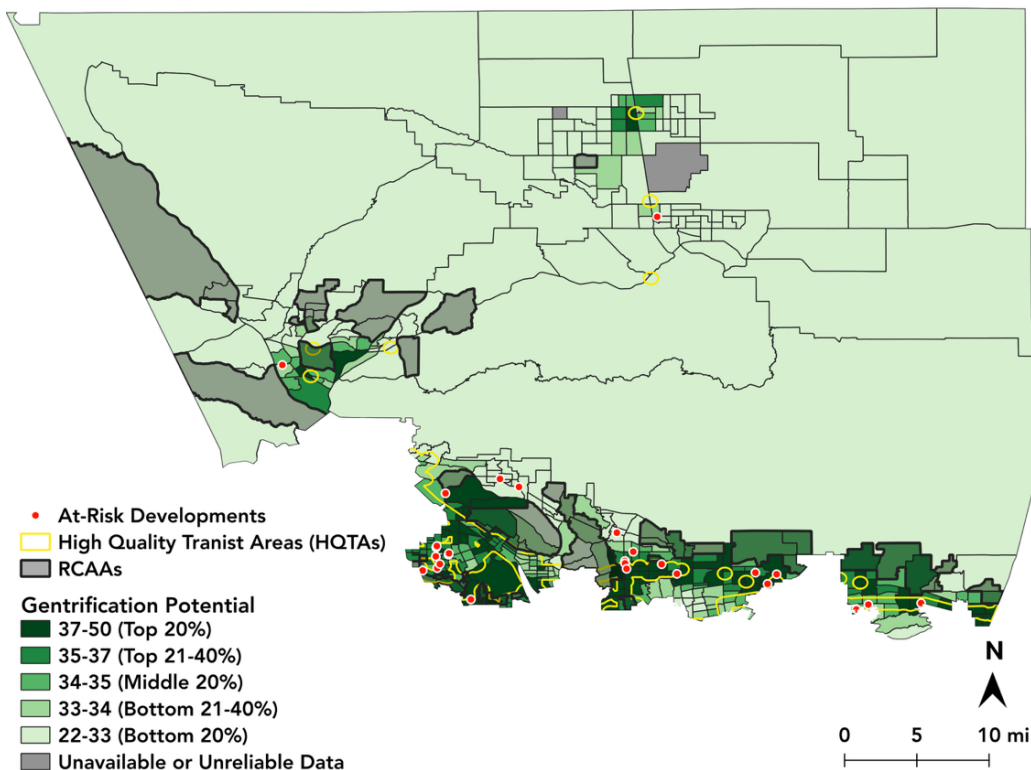 At-Risk Developments
High Quality Tranist Areas (HQTAs)
RCAAs
Gentrification Potential
37-50 (Top 20%)
35-37 (Top 21-40%)
34-35 (Middle 20%)
33-34 (Bottom 21-40%)
22-33 (Bottom 20%)
Unavailable or Unreliable Data
N
0 5 10 mi